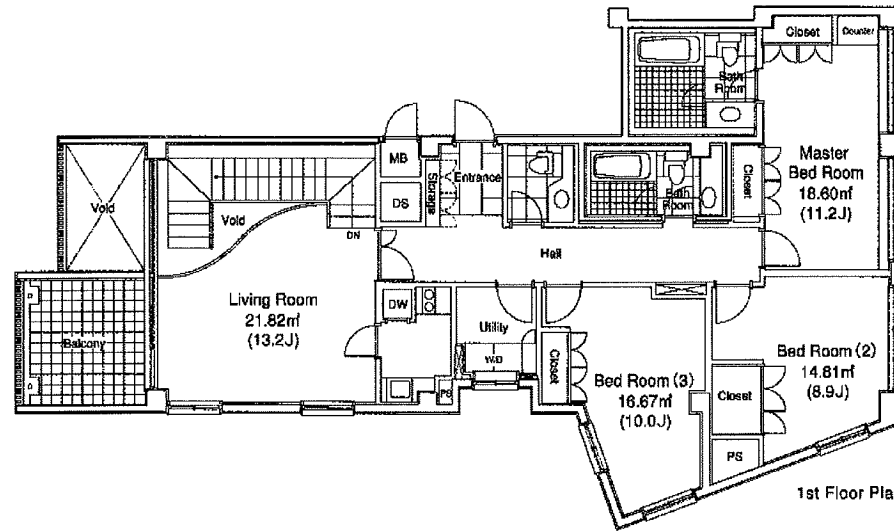 Closet
Counter
Bath
Room
Master
Bed Room
18.60㎡
(11.2J)
Closet
MB
Storage
Entrance
DS
Bath
Room
Void
Void
DN
Hall
Living Room
21.82㎡
(13.2J)
DW
Utility
W/D
Balcony
D
D
PS
Closet
Bed Room (3)
16.67㎡
(10.0J)
Bed Room (2)
14.81㎡
(8.9J)
Closet
PS
1st Floor Pla